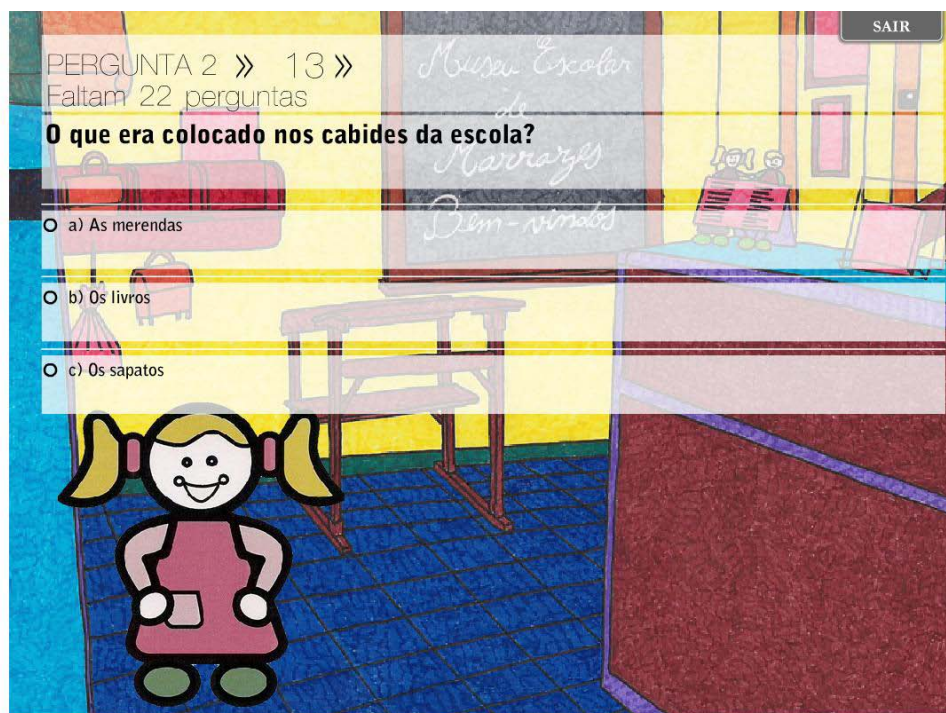 SAIR
PERGUNTA 2 » 13 »
Faltam 22 perguntas
O que era colocado nos cabides da escola?
a) As merendas
b) Os livros
c) Os sapatos
Museu Escolar
de
Marrazes
Bem-vindos